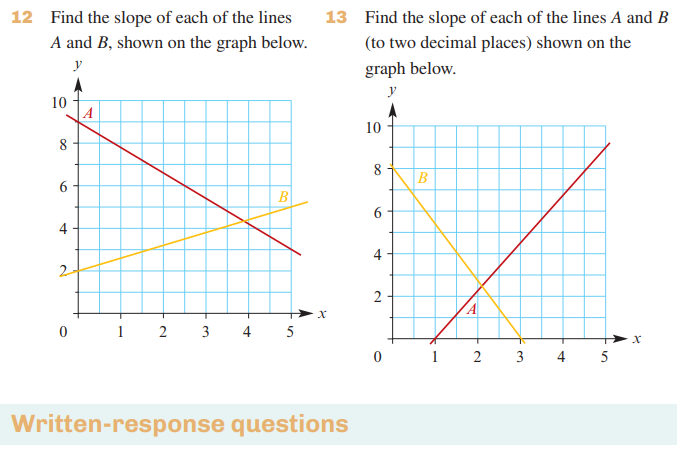 12 Find the slope of each of the lines
A and B, shown on the graph below.
y
10
A
8
6
B
4
2
x
0 1 2 3 4 5
13 Find the slope of each of the lines A and B
(to two decimal places) shown on the
graph below.
y
10
8
B
6
4
2
A
x
0 1 2 3 4 5
Written-response questions